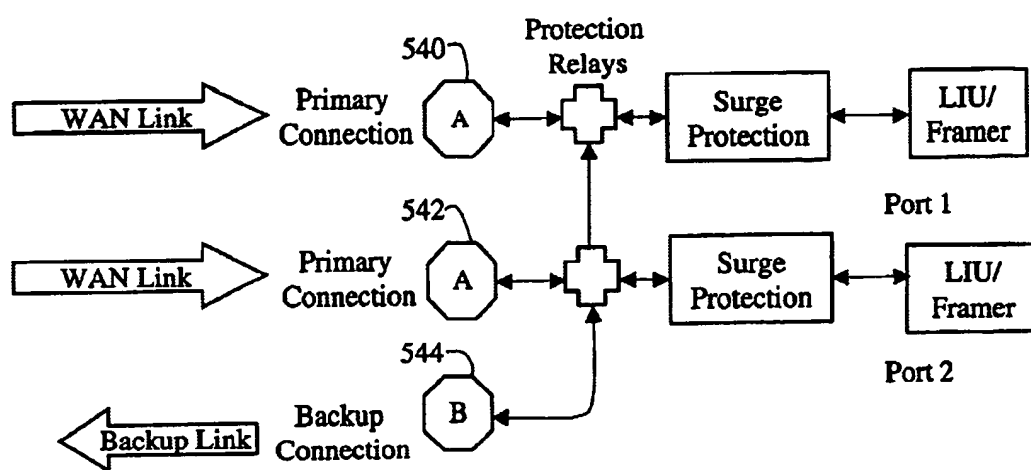 540
Protection
Relays
WAN Link
Primary
Connection
A
Surge
Protection
LIU/
Framer
Port 1
542
WAN Link
Primary
Connection
A
Surge
Protection
LIU/
Framer
Port 2
544
Backup Link
Backup
Connection
B